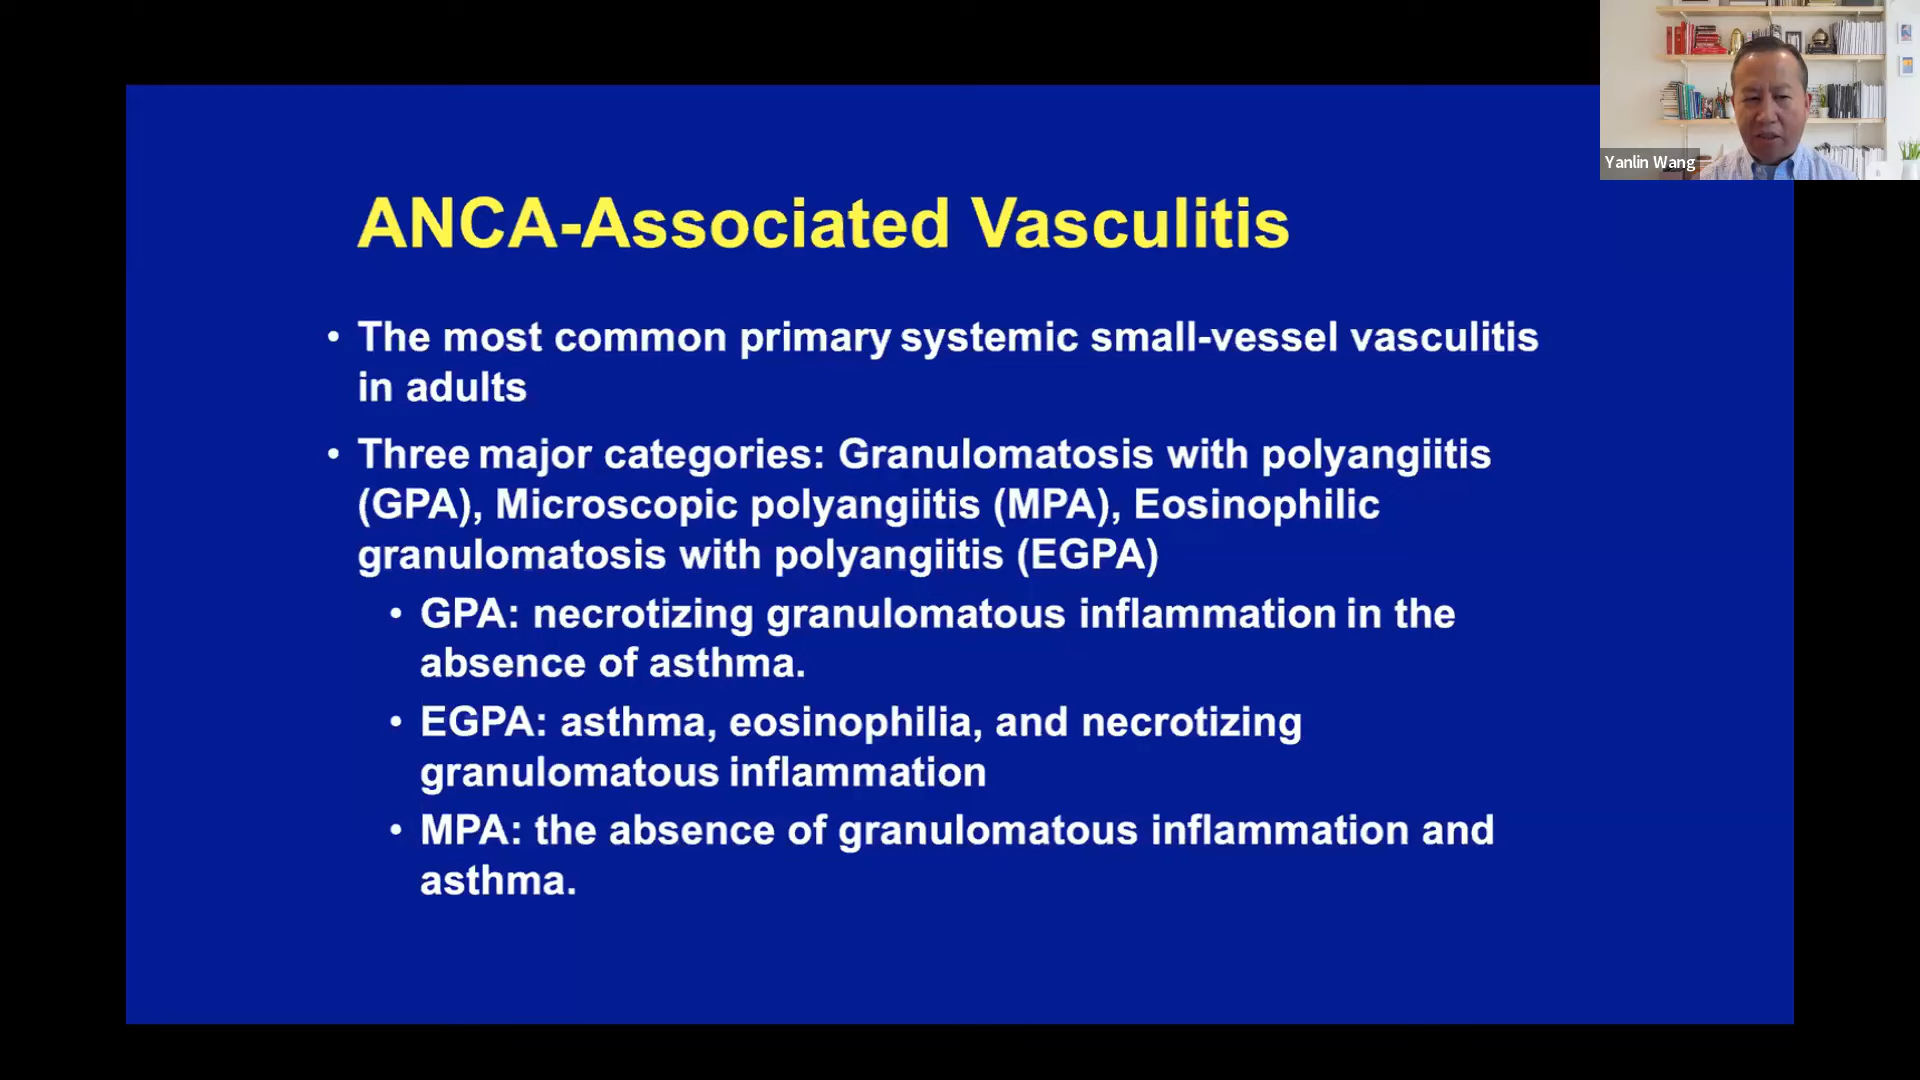 Yanlin Wang
ANCA-Associated Vasculitis
• The most common primary systemic small-vessel vasculitis
in adults
• Three major categories: Granulomatosis with polyangiitis
(GPA), Microscopic polyangiitis (MPA), Eosinophilic
granulomatosis with polyangiitis (EGPA)
• GPA: necrotizing granulomatous inflammation in the
absence of asthma.
• EGPA: asthma, eosinophilia, and necrotizing
granulomatous inflammation
• MPA: the absence of granulomatous inflammation and
asthma.